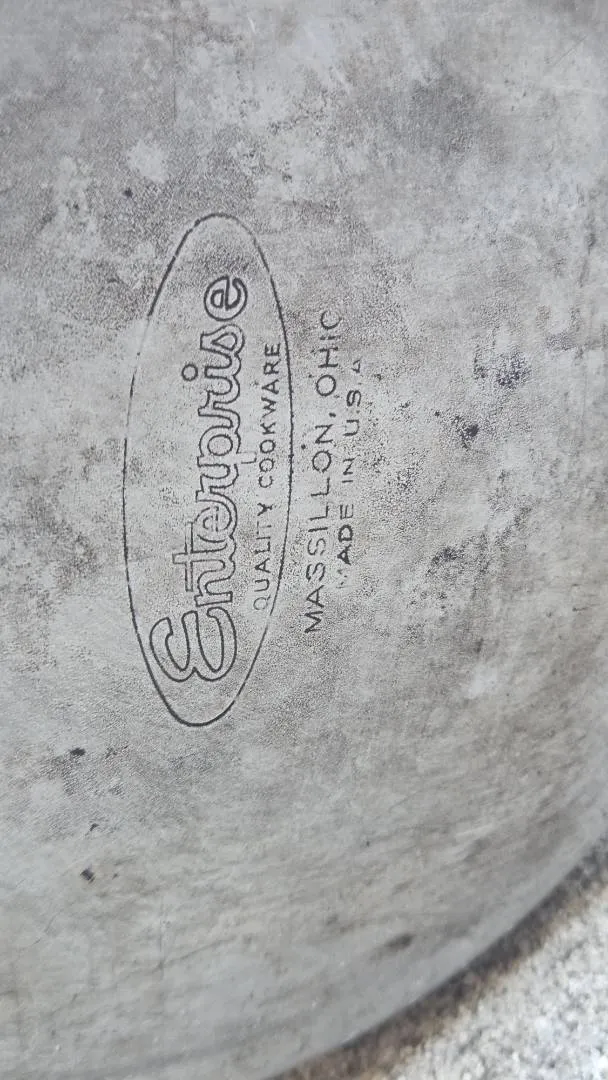 Enterprise
QUALITY COOKWARE
MASSILLON, OHIO
MADE IN U.S.A